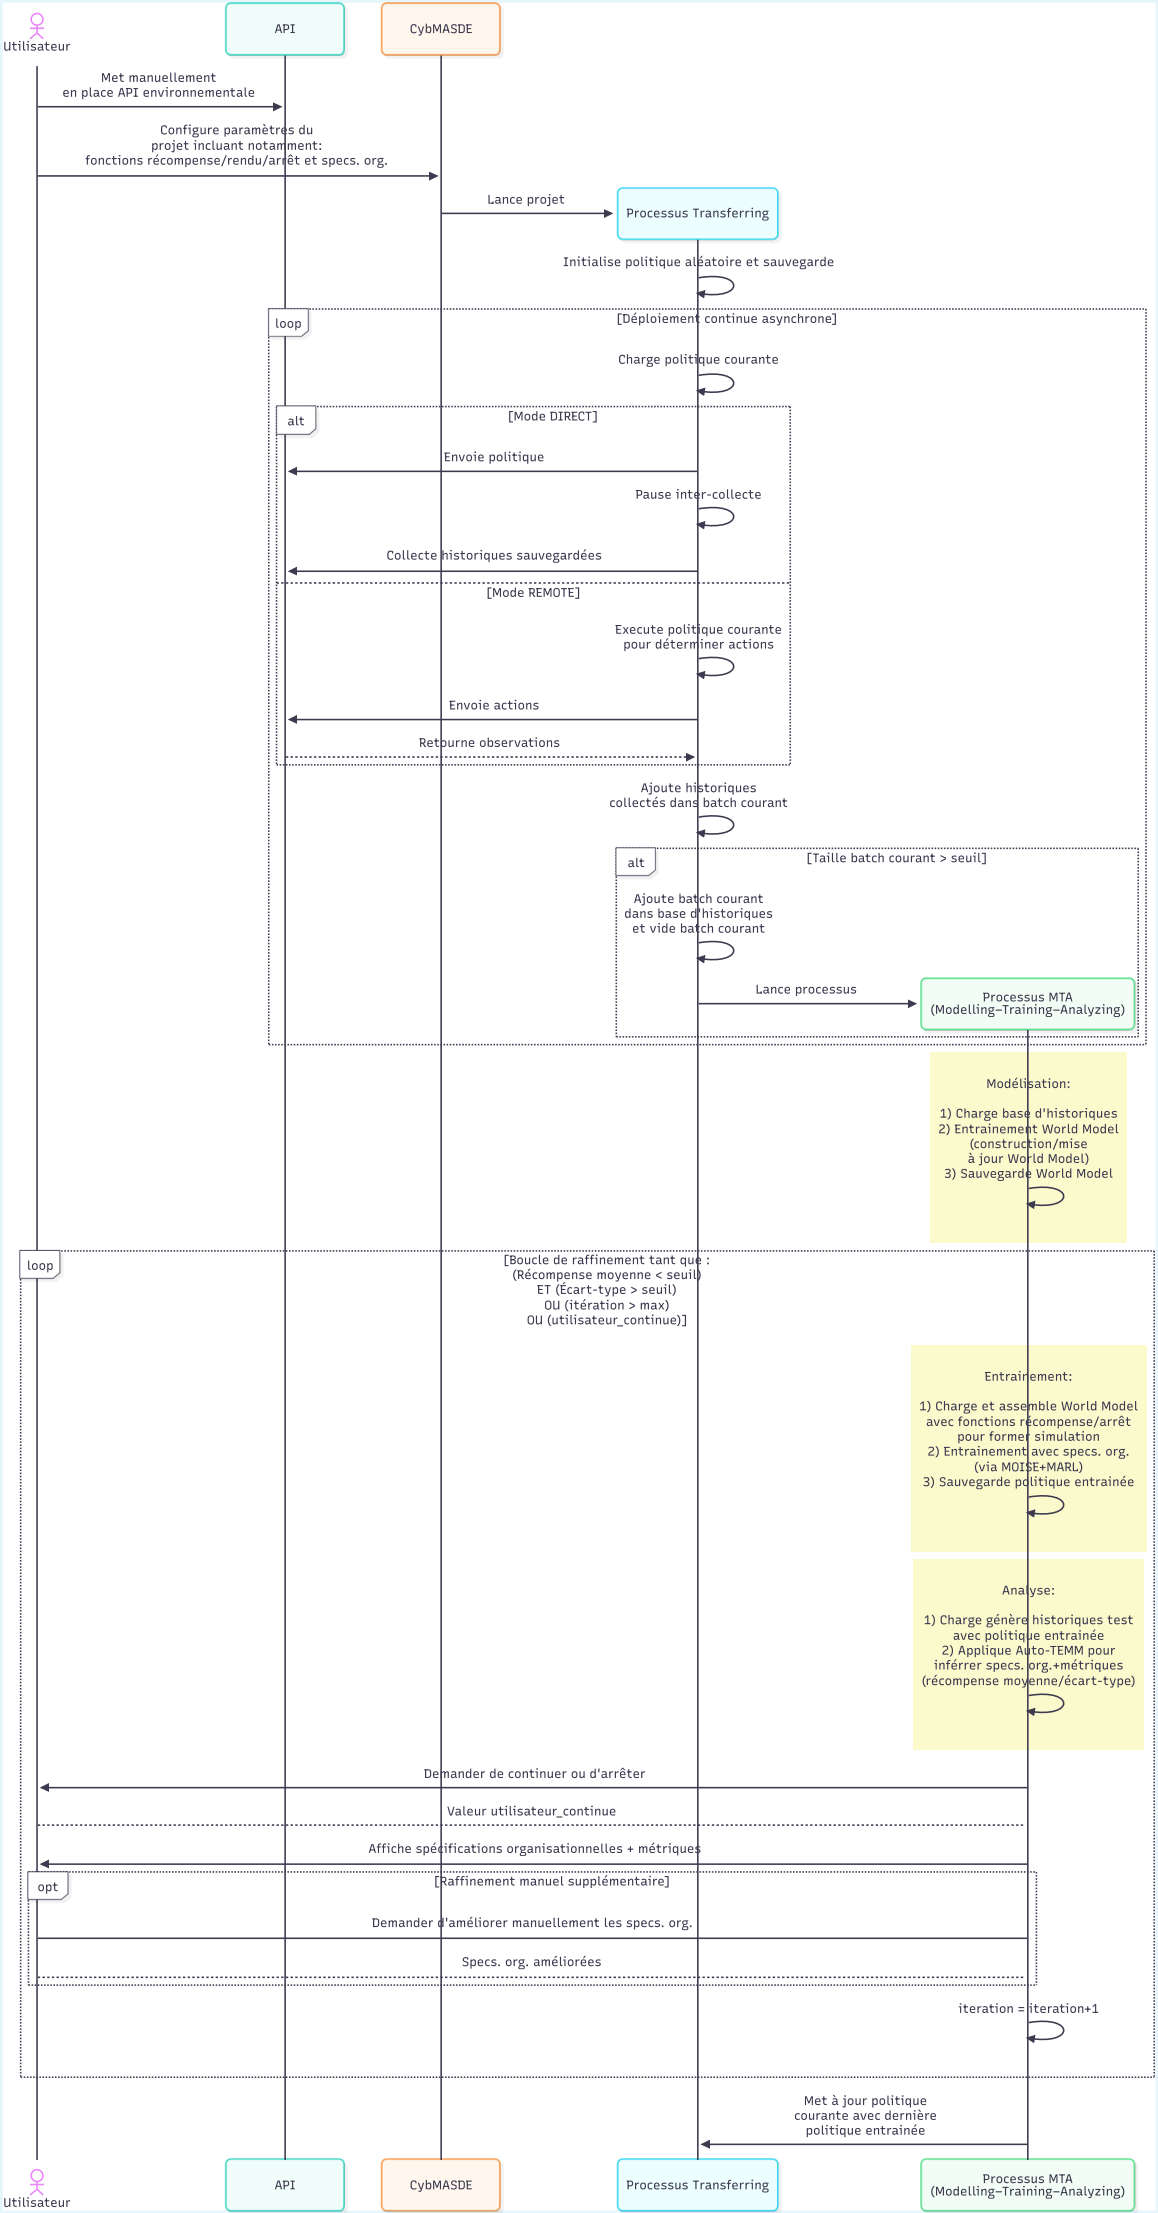 Utilisateur
API
CybMASDE
Met manuellement
en place API environnementale
Configure paramètres du
projet incluant notamment:
fonctions récompense/rendu/arrêt et specs. org.
Lance projet
Processus Transferring
Initialise politique aléatoire et sauvegarde
loop
[Déploiement continue asynchrone]
Charge politique courante
alt
[Mode DIRECT]
Envoie politique
Pause inter-collecte
Collecte historiques sauvegardées
[Mode REMOTE]
Execute politique courante
pour déterminer actions
Envoie actions
Retourne observations
Ajoute historiques
collectés dans batch courant
alt
[Taille batch courant > seuil]
Ajoute batch courant
dans base d'historiques
et vide batch courant
Lance processus
Processus MTA
(Modelling–Training–Analyzing)
Modélisation:
1) Charge base d'historiques
2) Entrainement World Model
(construction/mise
à jour World Model)
3) Sauvegarde World Model
loop
[Boucle de raffinement tant que :
(Récompense moyenne < seuil)
ET (Écart-type > seuil)
OU (itération > max)
OU (utilisateur_continue)]
Entrainement:
1) Charge et assemble World Model
avec fonctions récompense/arrêt
pour former simulation
2) Entrainement avec specs. org.
(via MOISE+MARL)
3) Sauvegarde politique entrainée
Analyse:
1) Charge génère historiques test
avec politique entrainée
2) Applique Auto-TEMM pour
inférrer specs. org.+métriques
(récompense moyenne/écart-type)
Demander de continuer ou d'arrêter
Valeur utilisateur_continue
Affiche spécifications organisationnelles + métriques
opt
[Raffinement manuel supplémentaire]
Demander d'améliorer manuellement les specs. org.
Specs. org. améliorées
iteration = iteration+1
Met à jour politique
courante avec dernière
politique entrainée
Utilisateur
API
CybMASDE
Processus Transferring
Processus MTA
(Modelling–Training–Analyzing)